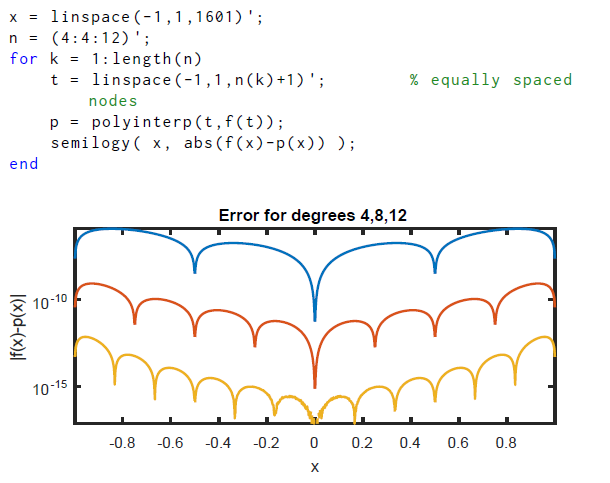 x = linspace(-1,1,1601)';
n = (4:4:12)';
for k = 1:length(n)
t = linspace(-1,1,n(k)+1)'; % equally spaced
nodes
p = polyinterp(t,f(t));
semilogy( x, abs(f(x)-p(x)) );
end
Error for degrees 4,8,12
|f(x)-p(x)|
10^-10
10^-15
-0.8 -0.6 -0.4 -0.2 0 0.2 0.4 0.6 0.8
x